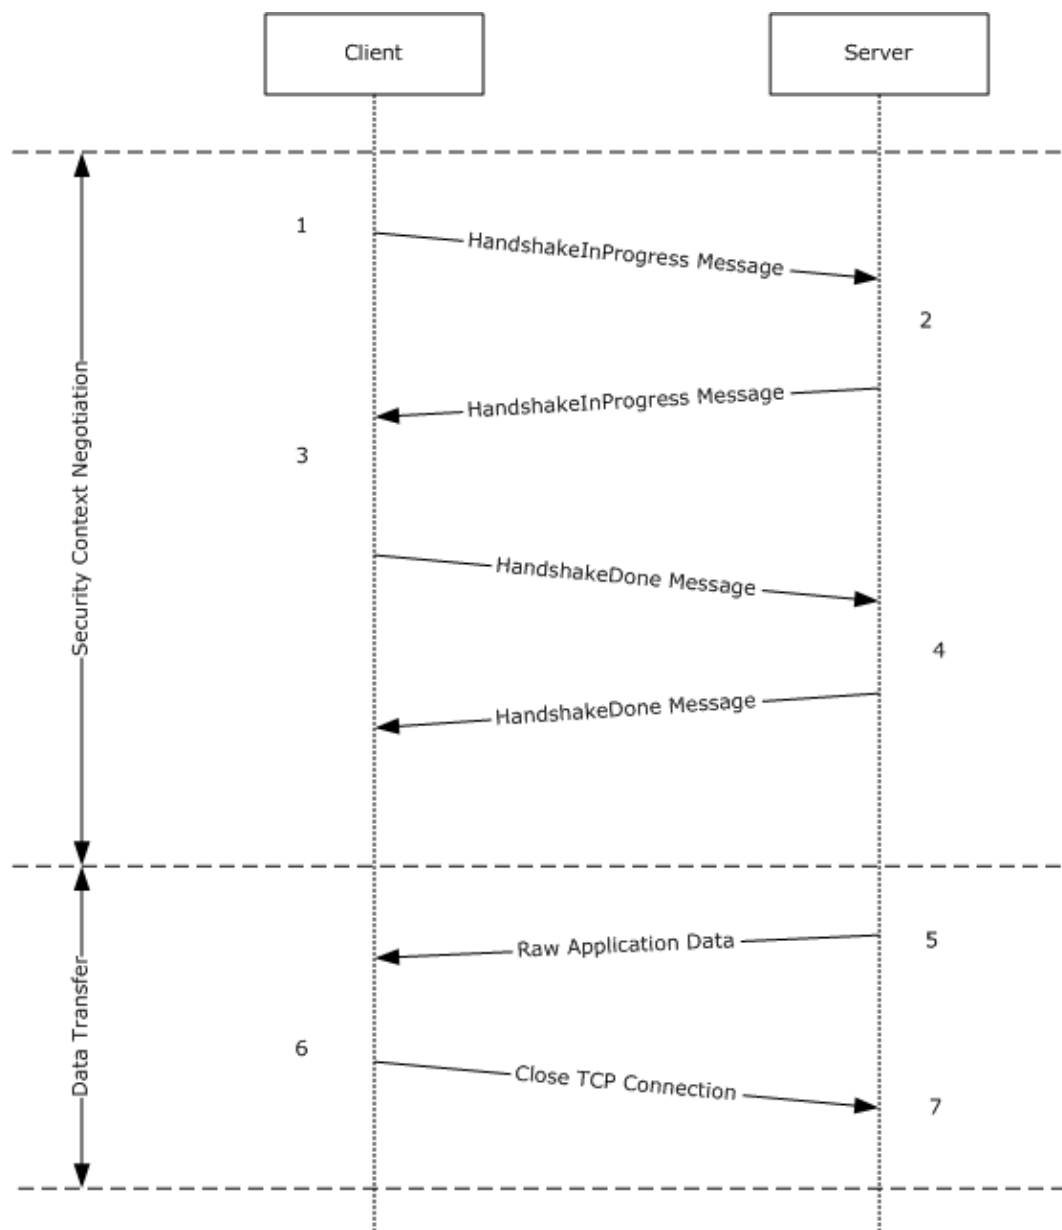 Client
Server
1
HandshakeInProgress Message
2
HandshakeInProgress Message
3
Security Context Negotiation
HandshakeDone Message
4
HandshakeDone Message
Raw Application Data
5
Data Transfer
6
Close TCP Connection
7